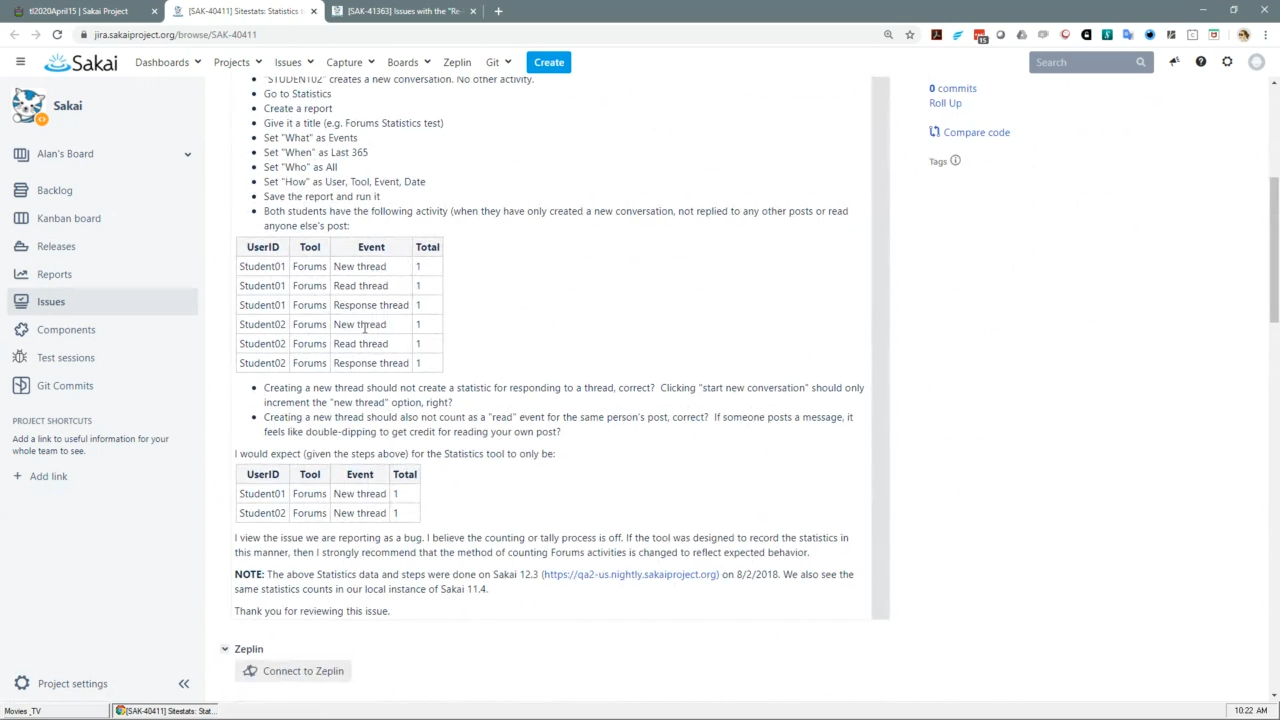 tl2020April15 | Sakai Project
[SAK-40411] Sitestats: Statistics t
[SAK-41363] Issues with the "Re
jira.sakaiproject.org/browse/SAK-40411
15
Sakai
Dashboards
Projects
Issues
Capture
Boards
Zeplin
Git
Create
Search
Sakai
Alan's Board
Backlog
Kanban board
Releases
Reports
Issues
Components
Test sessions
Git Commits
PROJECT SHORTCUTS
Add a link to useful information for your
whole team to see.
+ Add link
Project settings
"STUDENT02" creates a new conversation. No other activity.
Go to Statistics
Create a report
Give it a title (e.g. Forums Statistics test)
Set "What" as Events
Set "When" as Last 365
Set "Who" as All
Set "How" as User, Tool, Event, Date
Save the report and run it
Both students have the following activity (when they have only created a new conversation, not replied to any other posts or read
anyone else's post:
UserID Tool Event Total
Student01 Forums New thread 1
Student01 Forums Read thread 1
Student01 Forums Response thread 1
Student02 Forums New thread 1
Student02 Forums Read thread 1
Student02 Forums Response thread 1
Creating a new thread should not create a statistic for responding to a thread, correct? Clicking "start new conversation" should only
increment the "new thread" option, right?
Creating a new thread should also not count as a "read" event for the same person's post, correct? If someone posts a message, it
feels like double-dipping to get credit for reading your own post?
I would expect (given the steps above) for the Statistics tool to only be:
UserID Tool Event Total
Student01 Forums New thread 1
Student02 Forums New thread 1
I view the issue we are reporting as a bug. I believe the counting or tally process is off. If the tool was designed to record the statistics in
this manner, then I strongly recommend that the method of counting Forums activities is changed to reflect expected behavior.
NOTE: The above Statistics data and steps were done on Sakai 12.3 (https://qa2-us.nightly.sakaiproject.org) on 8/2/2018. We also see the
same statistics counts in our local instance of Sakai 11.4.
Thank you for reviewing this issue.
Zeplin
Connect to Zeplin
0 commits
Roll Up
Compare code
Tags
Movies _TV
[SAK-40411] Sitestats: Stat...
10:22 AM